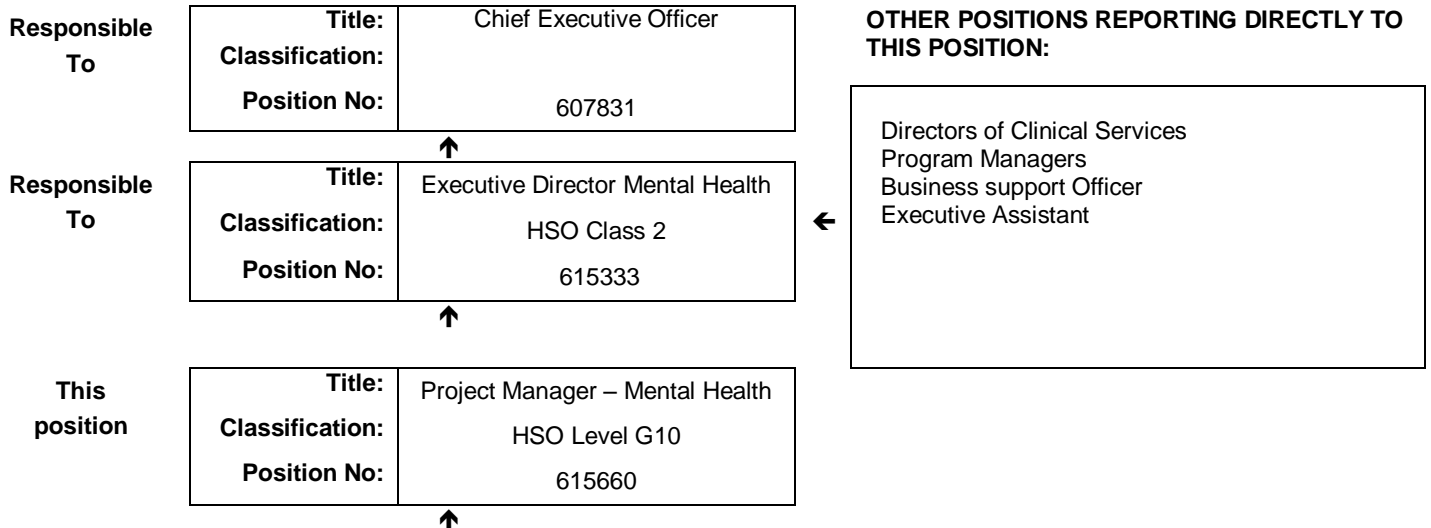 Responsible
To
Title:
Chief Executive Officer
Classification:
Position No:
607831
OTHER POSITIONS REPORTING DIRECTLY TO
THIS POSITION:
Responsible
To
Title:
Executive Director Mental Health
Classification:
HSO Class 2
Position No:
615333
Directors of Clinical Services
Program Managers
Business support Officer
Executive Assistant
This
position
Title:
Project Manager – Mental Health
Classification:
HSO Level G10
Position No:
615660